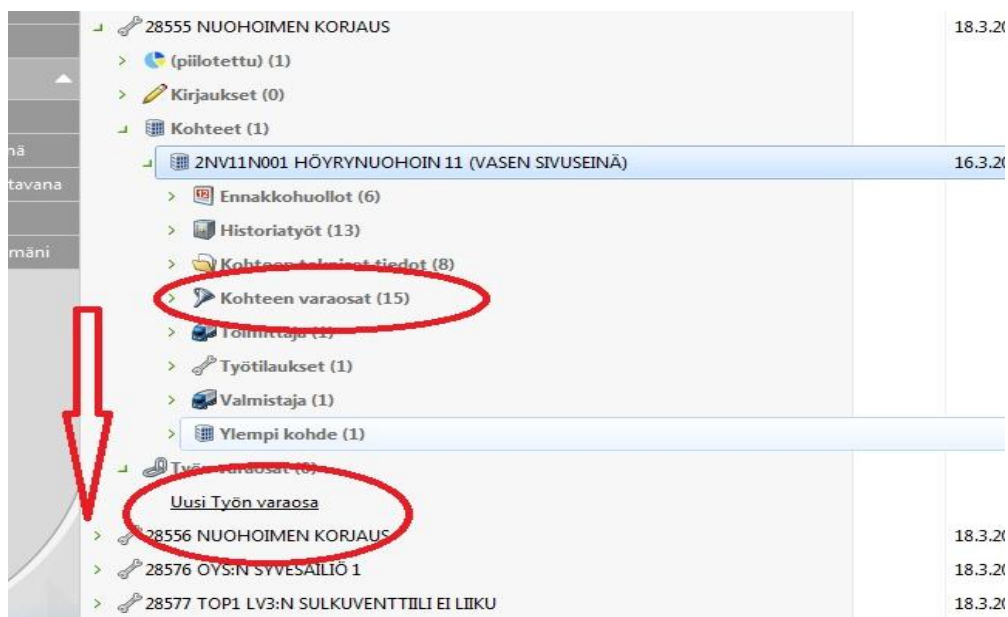 28555 NUOHOIMEN KORJAUS 18.3.20
(piilotettu) (1)
Kirjaukset (0)
Kohteet (1)
nä
2NV11N001 HÖYRYNUOHOIN 11 (VASEN SIVUSEINÄ) 16.3.20
tavana
Ennakkohuollot (6)
Historiatyöt (13)
mäni
Kohteen tekniset tiedot (8)
Kohteen varaosat (15)
Toimittaja (1)
Työtilaukset (1)
Valmistaja (1)
Ylempi kohde (1)
Työn varaosat (0)
Uusi Työn varaosa
28556 NUOHOIMEN KORJAUS 18.3.20
28576 OYS:N SYVESÄILIÖ 1 18.3.20
28577 TOP1 LV3:N SULKUVENTTIILI EI LIIKU 18.3.20